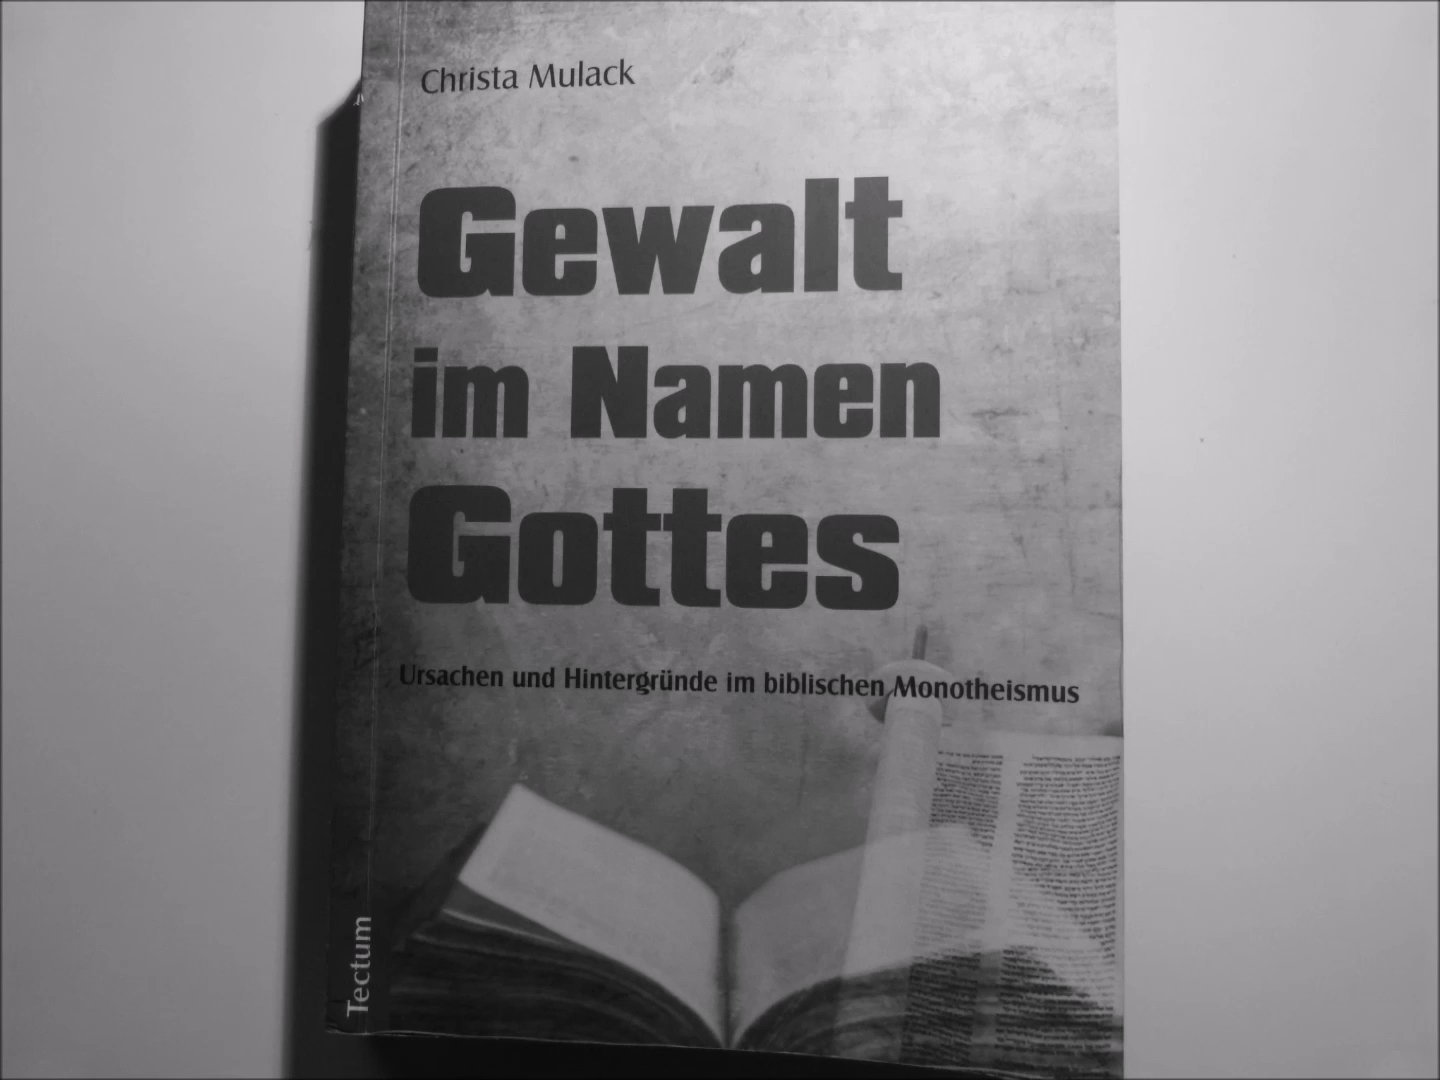 Christa Mulack
Gewalt
im Namen
Gottes
Ursachen und Hintergründe im biblischen Monotheismus
Tectum